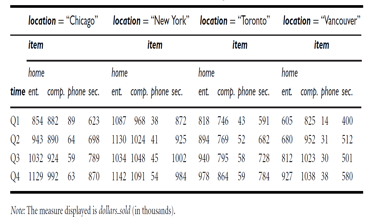 location = “Chicago” location = “New York” location = “Toronto” location = “Vancouver”
item item item item
home home home home
time ent. comp. phone sec. ent. comp. phone sec. ent. comp. phone sec. ent. comp. phone sec.
Q1 854 882 89 623 1087 968 38 872 818 746 43 591 605 825 14 400
Q2 943 890 64 698 1130 1024 41 925 894 769 52 682 680 952 31 512
Q3 1032 924 59 789 1034 1048 45 1002 940 795 58 728 812 1023 30 501
Q4 1129 992 63 870 1142 1091 54 984 978 864 59 784 927 1038 38 580
Note: The measure displayed is dollars_sold (in thousands).